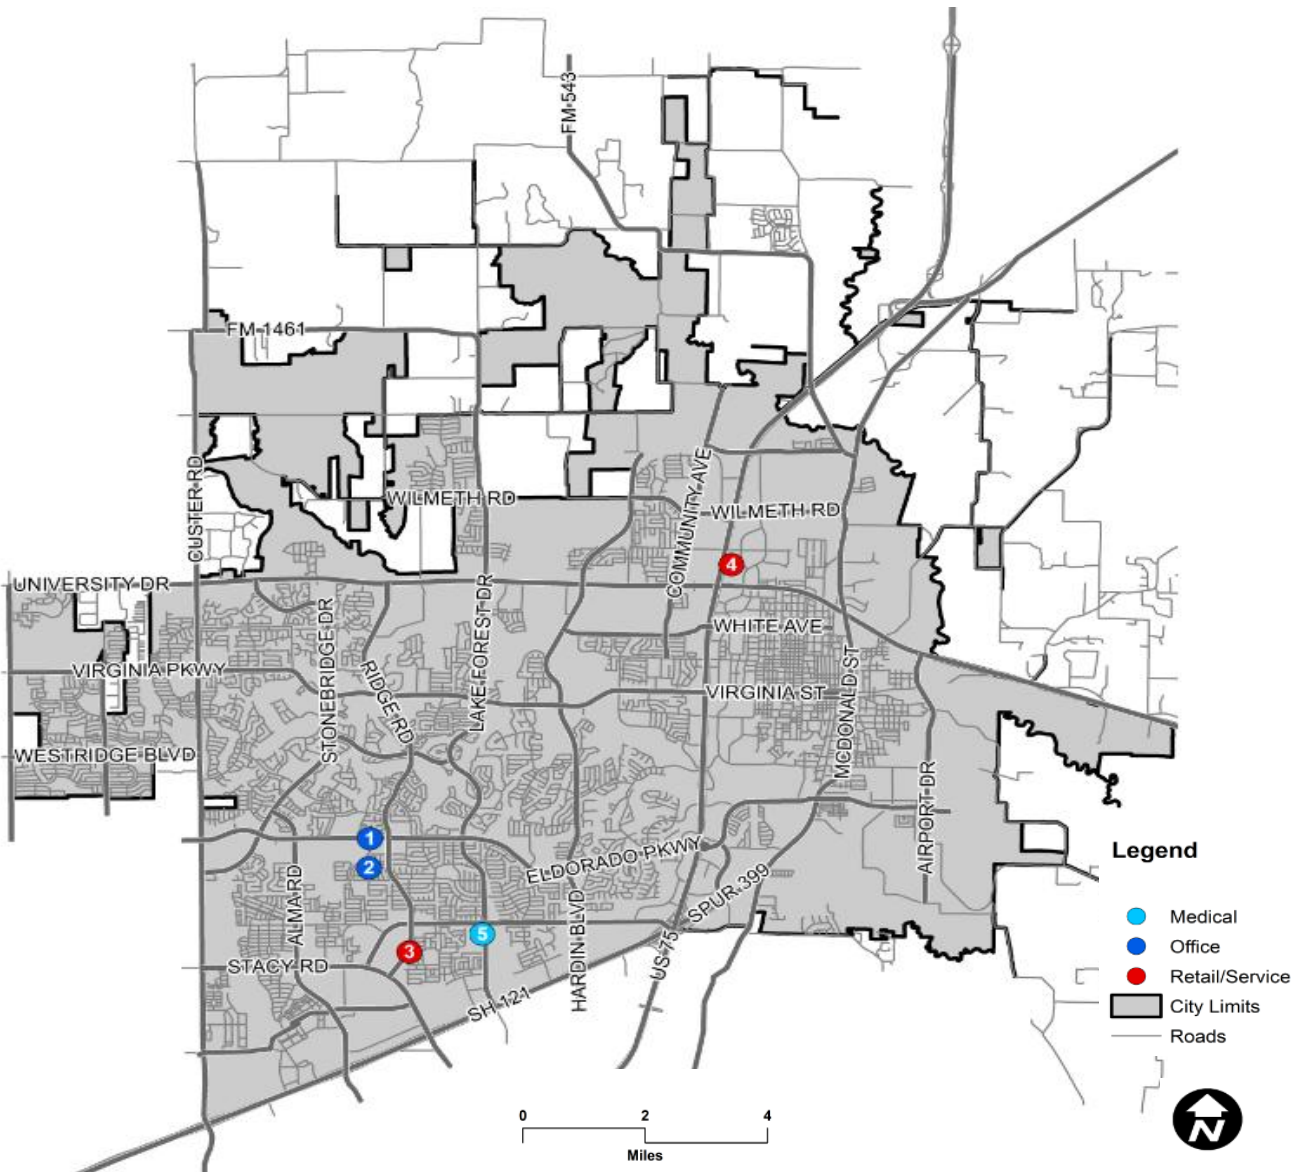 FM 543
FM 1461
CUSTER RD
WILMETH RD
COMMUNITY AVE
WILMETH RD
4
UNIVERSITY DR
STONEBRIDGE DR
LAKE FOREST DR
WHITE AVE
VIRGINIA PKWY
RIDGE RD
VIRGINIA ST
MCDONALD ST
WESTRIDGE BLVD
AIRPORT DR
1
2
ELDORADO PKWY
ALMA RD
SPUR 399
HARDIN BLVD
5
3
US 75
STACY RD
SH 121
Legend
Medical
Office
Retail/Service
City Limits
Roads
0 2 4
Miles
N